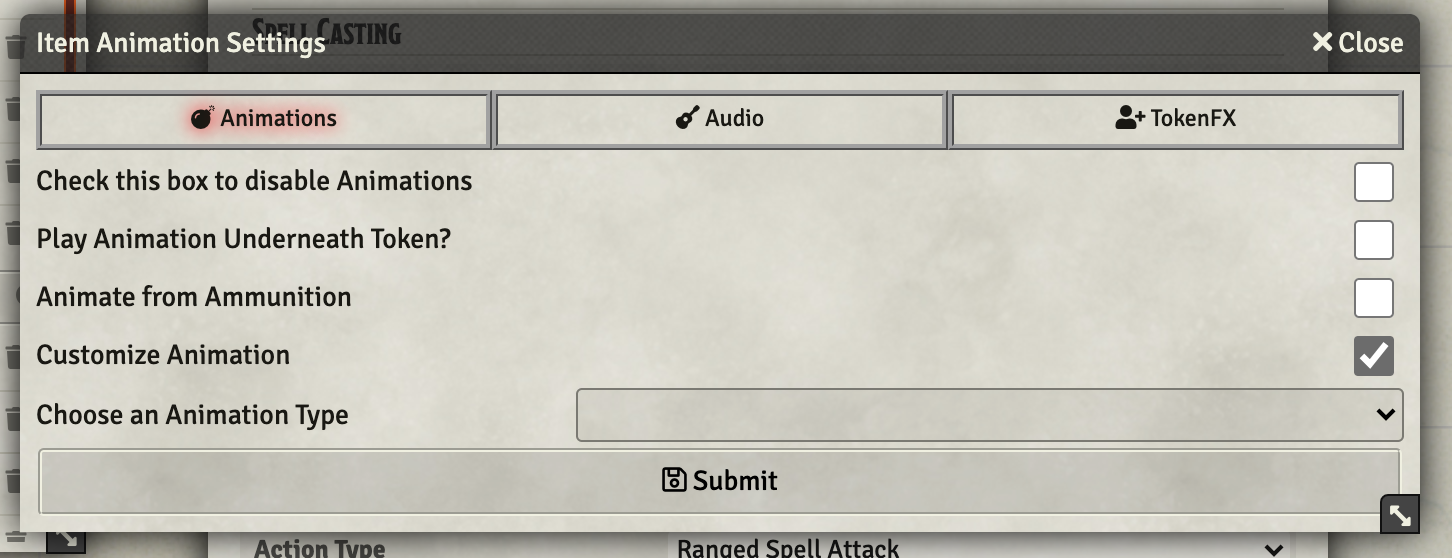 Spell Casting
Item Animation Settings
Close
Animations
Audio
TokenFX
Check this box to disable Animations
Play Animation Underneath Token?
Animate from Ammunition
Customize Animation
Choose an Animation Type
Submit
Action Type
Ranged Spell Attack